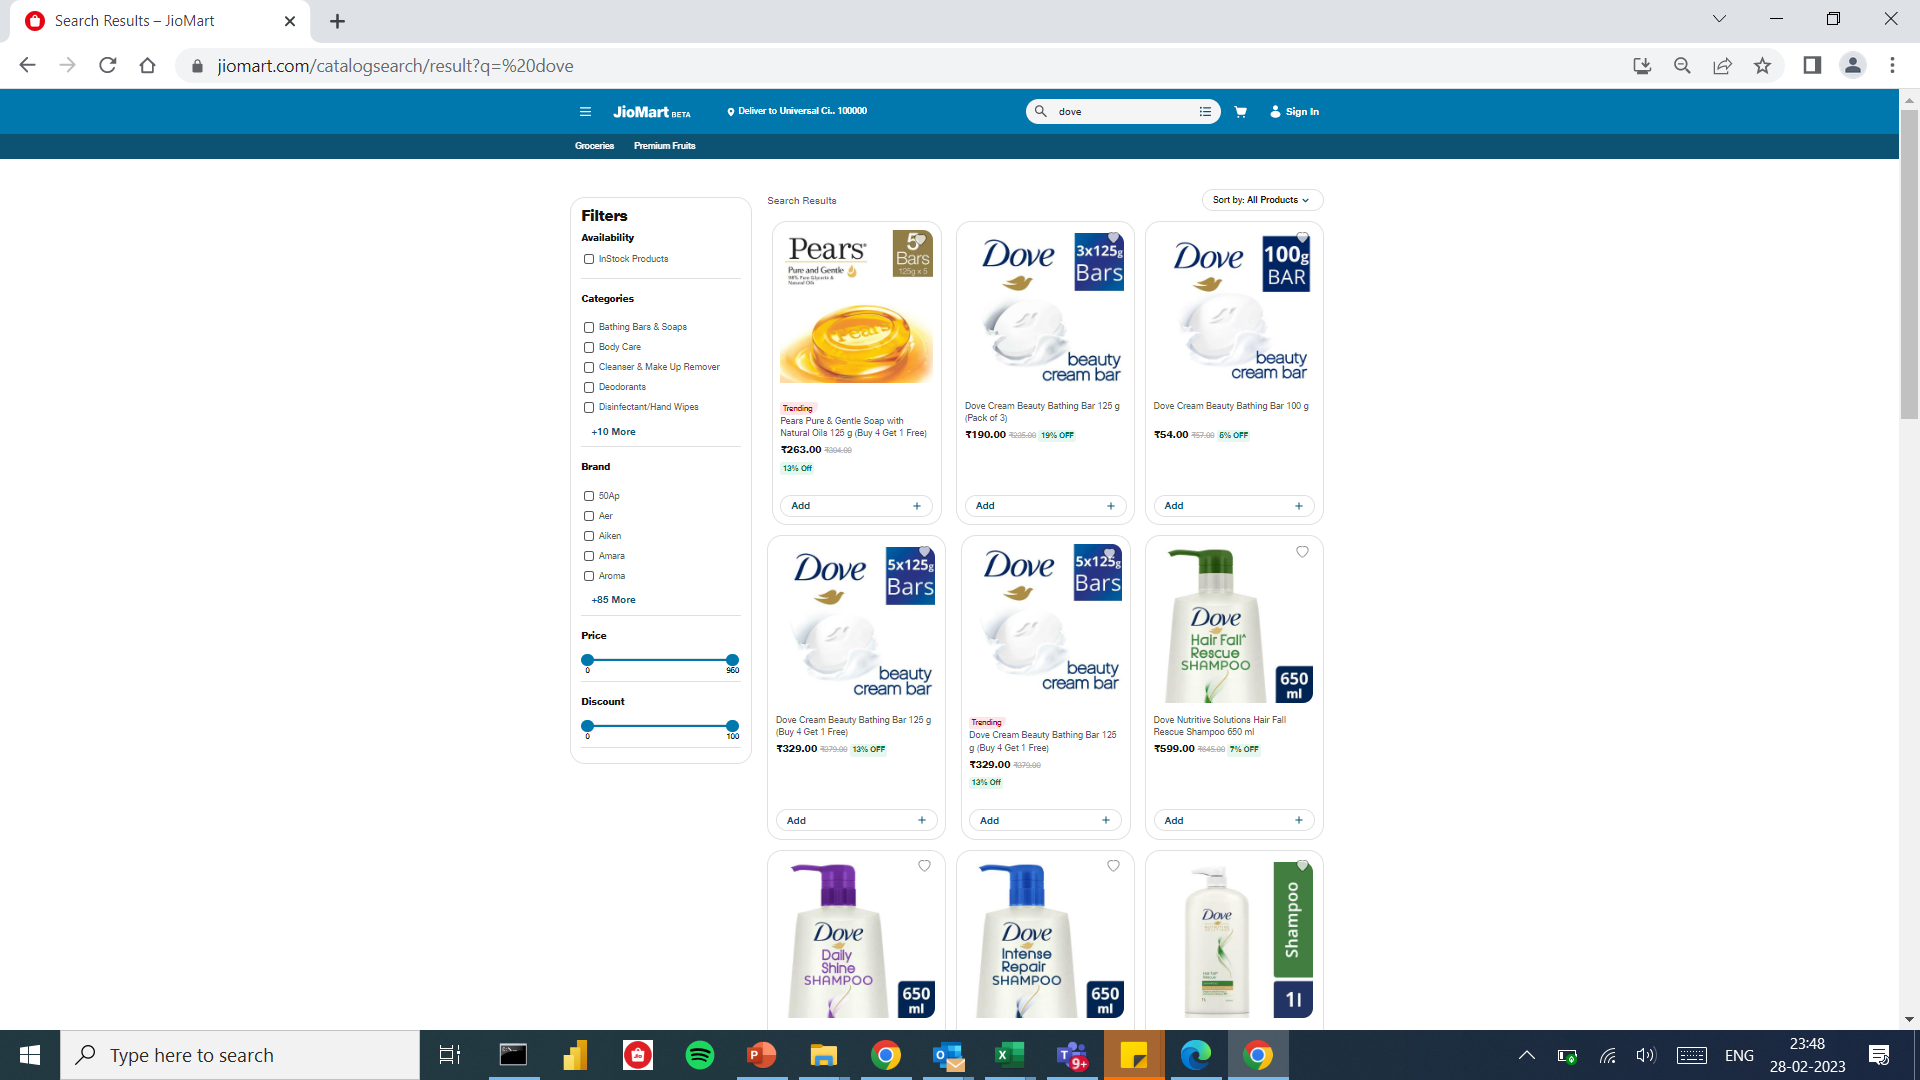 Search Results – JioMart
jiomart.com/catalogsearch/result?q=%20dove
JioMart BETA
Deliver to Universal Ci.. 100000
dove
Sign In
Groceries
Premium Fruits
Filters
Availability
InStock Products
Categories
Bathing Bars & Soaps
Body Care
Cleanser & Make Up Remover
Deodorants
Disinfectant/Hand Wipes
+10 More
Brand
50Ap
Aer
Aiken
Amara
Aroma
+85 More
Price
0
960
Discount
0
100
Search Results
Sort by: All Products
Pears
Pure and Gentle
98% Pure Glycerin &
Natural Oils
5
Bars
125g x 5
Pears
Trending
Pears Pure & Gentle Soap with
Natural Oils 125 g (Buy 4 Get 1 Free)
₹263.00 ₹304.00
13% Off
Add
Dove
3x125g
Bars
beauty
cream bar
Dove Cream Beauty Bathing Bar 125 g
(Pack of 3)
₹190.00 ₹235.00 19% OFF
Add
Dove
100g
BAR
beauty
cream bar
Dove Cream Beauty Bathing Bar 100 g
₹54.00 ₹57.00 5% OFF
Add
Dove
5x125g
Bars
beauty
cream bar
Dove Cream Beauty Bathing Bar 125 g
(Buy 4 Get 1 Free)
₹329.00 ₹379.00 13% OFF
Add
Dove
5x125g
Bars
beauty
cream bar
Trending
Dove Cream Beauty Bathing Bar 125
g (Buy 4 Get 1 Free)
₹329.00 ₹379.00
13% Off
Add
Dove
Hair Fall
Rescue
SHAMPOO
650
ml
Dove Nutritive Solutions Hair Fall
Rescue Shampoo 650 ml
₹599.00 ₹645.00 7% OFF
Add
Dove
Daily
Shine
SHAMPOO
650
ml
Dove
Intense
Repair
SHAMPOO
650
ml
Dove
Shampoo
1l
Type here to search
9+
ENG
23:48
28-02-2023